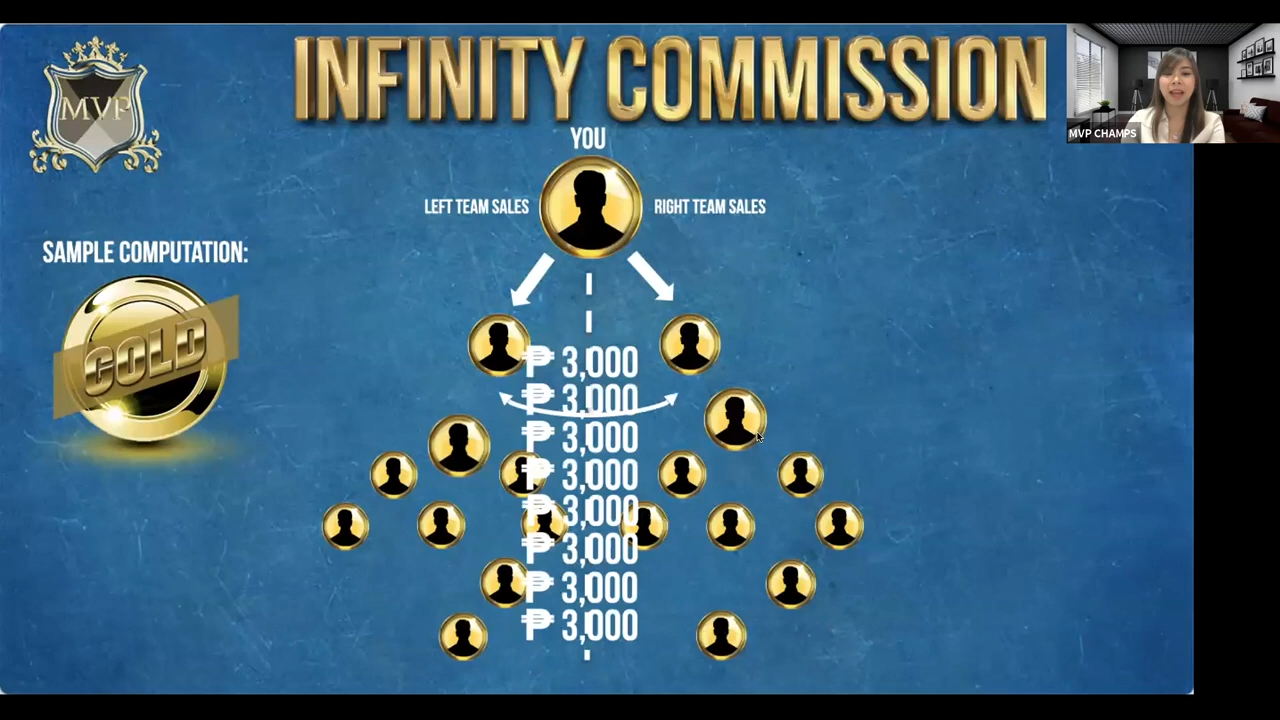 INFINITY COMMISSION
MVP
MVP CHAMPS
YOU
LEFT TEAM SALES
RIGHT TEAM SALES
SAMPLE COMPUTATION:
GOLD
₱ 3,000
₱ 3,000
₱ 3,000
₱ 3,000
₱ 3,000
₱ 3,000
₱ 3,000
₱ 3,000